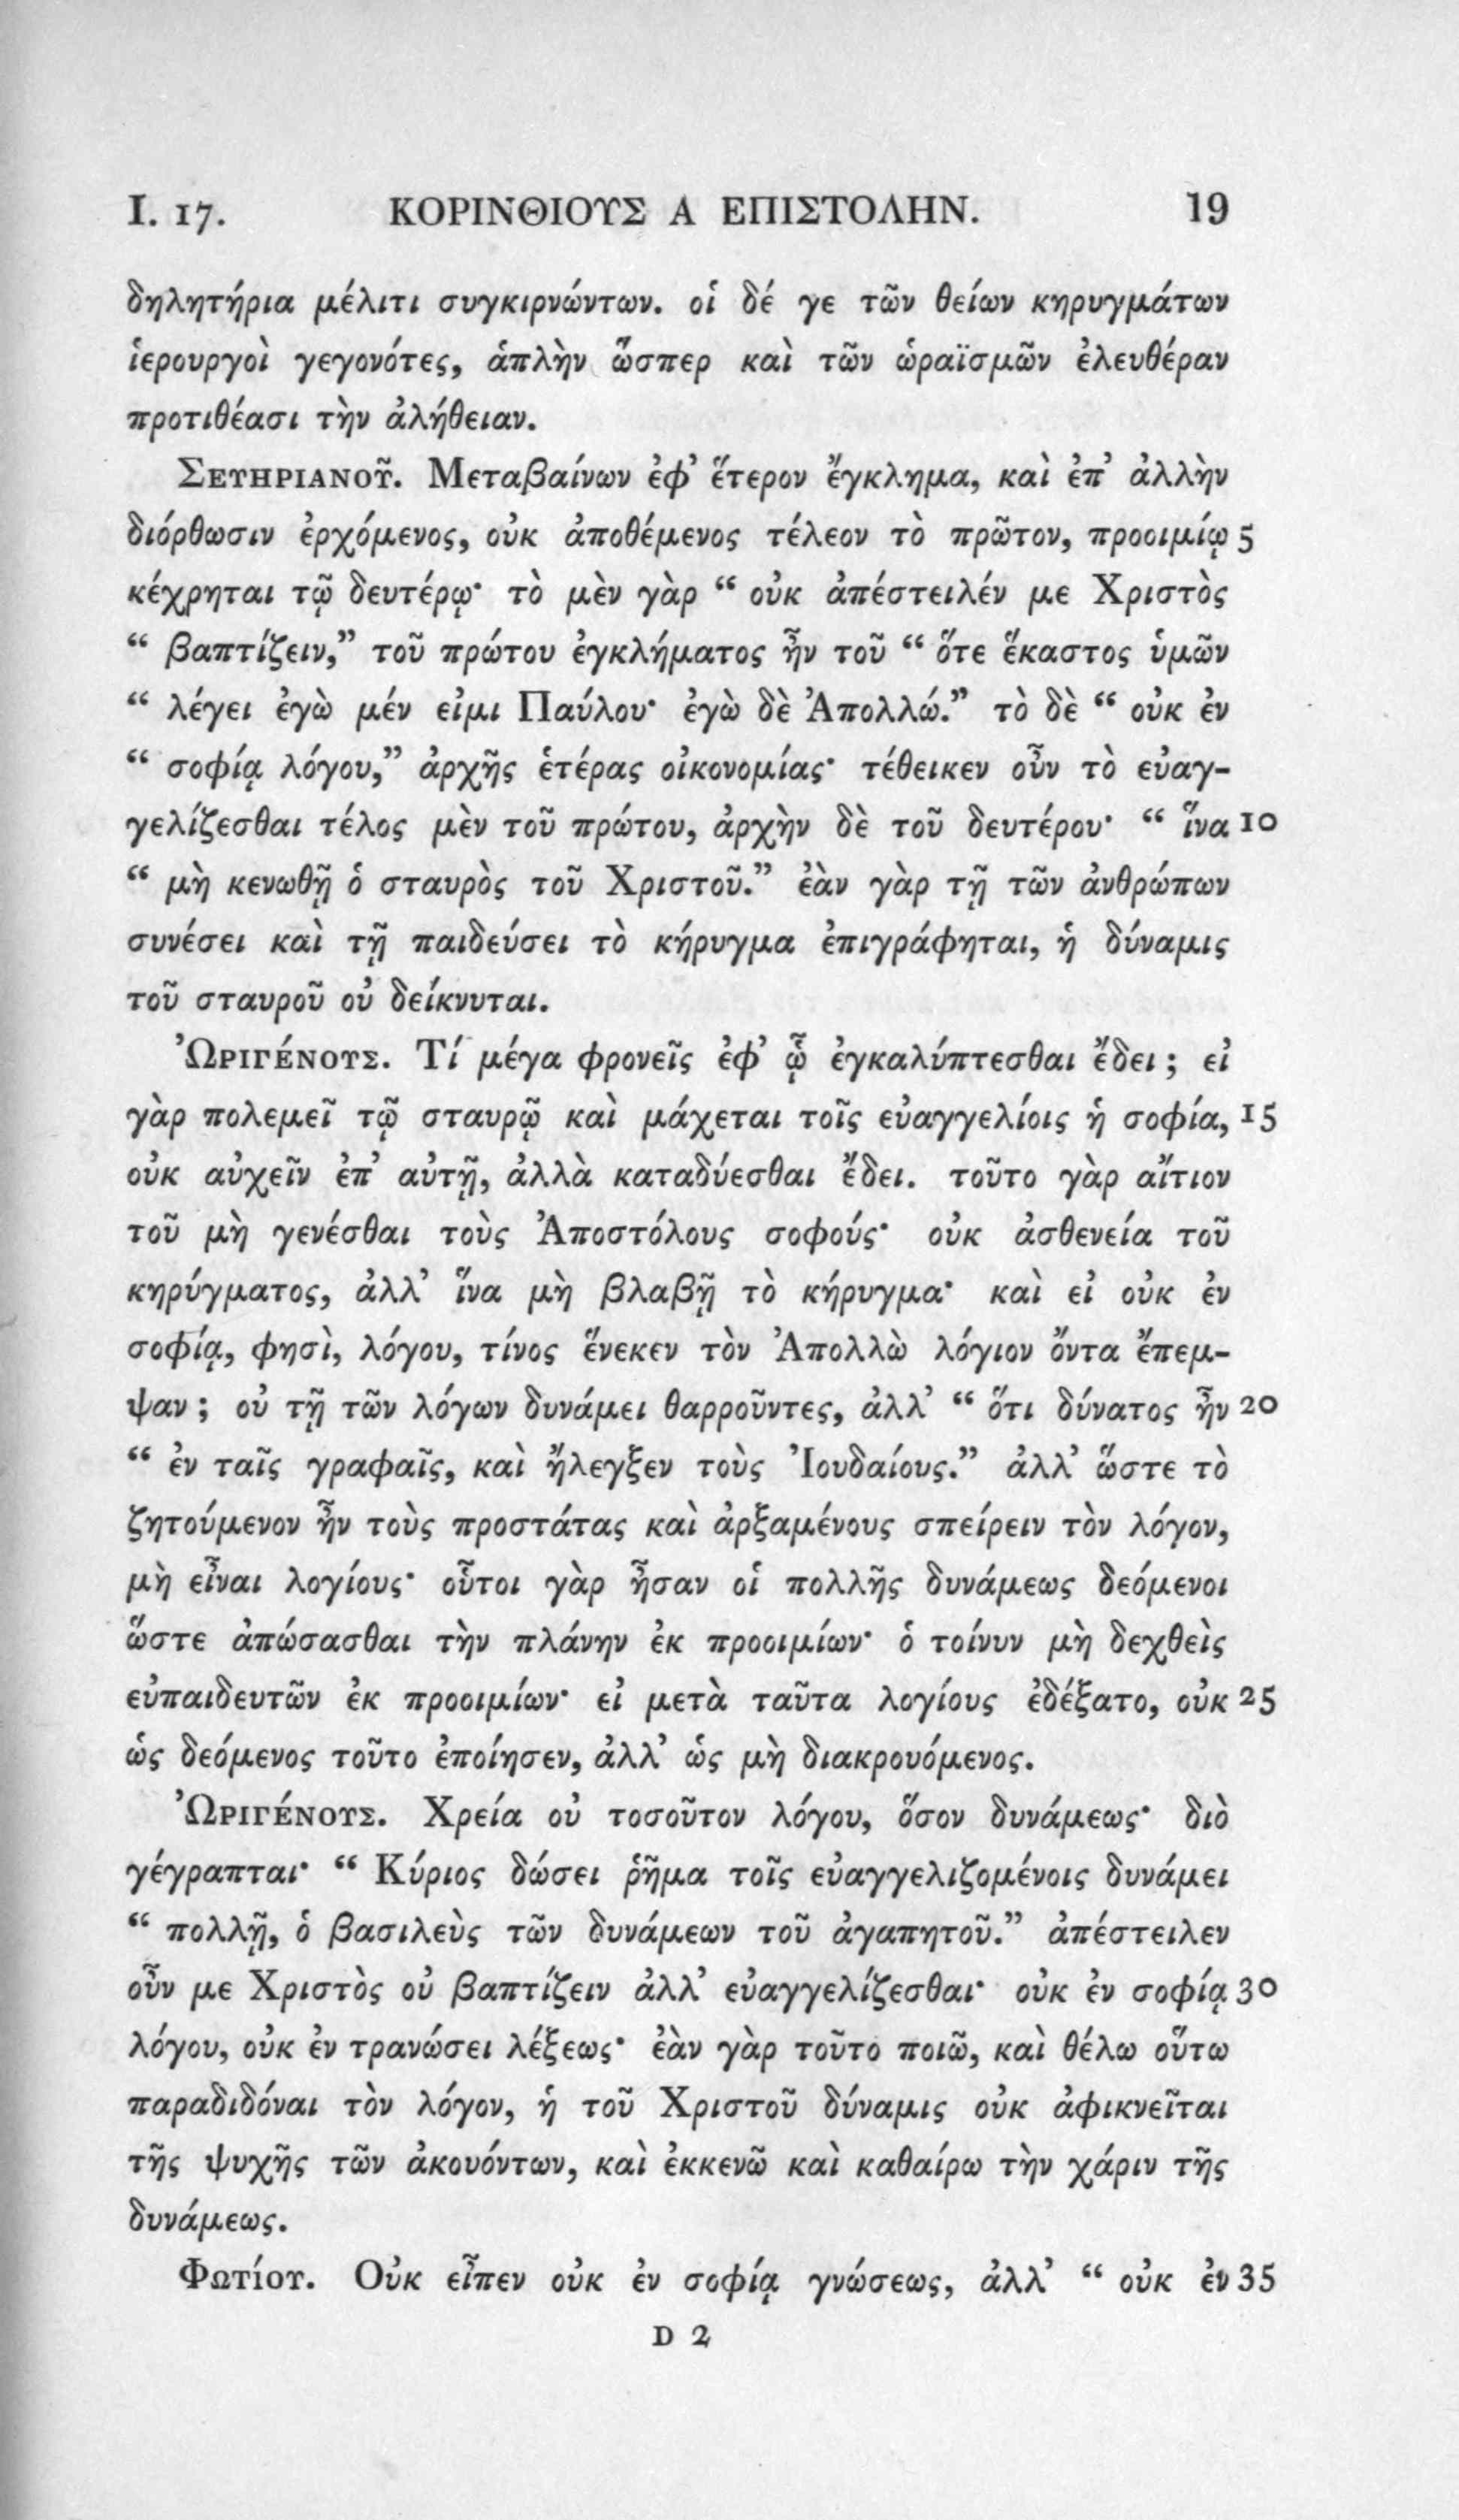 I. 17. ΚΟΡΙΝΘΙΟΥΣ Α ΕΠΙΣΤΟΛΗΝ. 19
δηλητήρια μέλιτι συγκιρνώντων. οἱ δέ γε τῶν θείων κηρυγμάτων
ἱερουργοὶ γεγονότες, ἁπλὴν ὥσπερ καὶ τῶν ὡραϊσμῶν ἐλευθέραν
προτιθέασι τὴν ἀλήθειαν.
ΣΕΥΗΡΙΑΝΟῦ. Μεταβαίνων ἐφ’ ἕτερον ἔγκλημα, καὶ ἐπ’ ἀλλὴν
διόρθωσιν ἐρχόμενος, οὐκ ἀποθέμενος τέλεον τὸ πρῶτον, προοιμίῳ 5
κέχρηται τῷ δευτέρῳ· τὸ μὲν γὰρ “ οὐκ ἀπέστειλέν με Χριστὸς
“ βαπτίζειν,” τοῦ πρώτου ἐγκλήματος ἦν τοῦ “ ὅτε ἕκαστος ὑμῶν
“ λέγει ἐγὼ μέν εἰμι Παύλου· ἐγὼ δὲ Ἀπολλώ.” τὸ δὲ “ οὐκ ἐν
“ σοφίᾳ λόγου,” ἀρχῆς ἑτέρας οἰκονομίας· τέθεικεν οὖν τὸ εὐαγ-
γελίζεσθαι τέλος μὲν τοῦ πρώτου, ἀρχὴν δὲ τοῦ δευτέρου· “ ἵνα 10
“ μὴ κενωθῇ ὁ σταυρὸς τοῦ Χριστοῦ.” ἐὰν γὰρ τῇ τῶν ἀνθρώπων
συνέσει καὶ τῇ παιδεύσει τὸ κήρυγμα ἐπιγράφηται, ἡ δύναμις
τοῦ σταυροῦ οὐ δείκνυται.
ὨΡΙΓΈΝΟΥΣ. Τί μέγα φρονεῖς ἐφ’ ᾧ ἐγκαλύπτεσθαι ἔδει ; εἰ
γὰρ πολεμεῖ τῷ σταυρῷ καὶ μάχεται τοῖς εὐαγγελίοις ἡ σοφία, 15
οὐκ αὐχεῖν ἐπ’ αὐτῇ, ἀλλὰ καταδύεσθαι ἔδει. τοῦτο γὰρ αἴτιον
τοῦ μὴ γενέσθαι τοὺς Ἀποστόλους σοφούς· οὐκ ἀσθενεία τοῦ
κηρύγματος, ἀλλ’ ἵνα μὴ βλαβῇ τὸ κήρυγμα· καὶ εἰ οὐκ ἐν
σοφίᾳ, φησὶ, λόγου, τίνος ἕνεκεν τὸν Ἀπολλὼ λόγιον ὄντα ἔπεμ-
ψαν ; οὐ τῇ τῶν λόγων δυνάμει θαρροῦντες, ἀλλ’ “ ὅτι δύνατος ἦν 20
“ ἐν ταῖς γραφαῖς, καὶ ἤλεγξεν τοὺς Ἰουδαίους.” ἀλλ’ ὥστε τὸ
ζητούμενον ἦν τοὺς προστάτας καὶ ἀρξαμένους σπείρειν τὸν λόγον,
μὴ εἶναι λογίους· οὗτοι γὰρ ἦσαν οἱ πολλῆς δυνάμεως δεόμενοι
ὥστε ἀπώσασθαι τὴν πλάνην ἐκ προοιμίων· ὁ τοίνυν μὴ δεχθεὶς
εὐπαιδευτῶν ἐκ προοιμίων· εἰ μετὰ ταῦτα λογίους ἐδέξατο, οὐκ 25
ὡς δεόμενος τοῦτο ἐποίησεν, ἀλλ’ ὡς μὴ διακρουόμενος.
ὨΡΙΓΈΝΟΥΣ. Χρεία οὐ τοσοῦτον λόγου, ὅσον δυνάμεως· διὸ
γέγραπται· “ Κύριος δώσει ῥῆμα τοῖς εὐαγγελιζομένοις δυνάμει
“ πολλῇ, ὁ βασιλεὺς τῶν δυνάμεων τοῦ ἀγαπητοῦ.” ἀπέστειλεν
οὖν με Χριστὸς οὐ βαπτίζειν ἀλλ’ εὐαγγελίζεσθαι· οὐκ ἐν σοφίᾳ 30
λόγου, οὐκ ἐν τρανώσει λέξεως· ἐὰν γὰρ τοῦτο ποιῶ, καὶ θέλω οὕτω
παραδιδόναι τὸν λόγον, ἡ τοῦ Χριστοῦ δύναμις οὐκ ἀφικνεῖται
τῆς ψυχῆς τῶν ἀκουόντων, καὶ ἐκκενῶ καὶ καθαίρω τὴν χάριν τῆς
δυνάμεως.
ΦΩΤίΟΥ. Οὐκ εἶπεν οὐκ ἐν σοφίᾳ γνώσεως, ἀλλ’ “ οὐκ ἐν 35
D 2